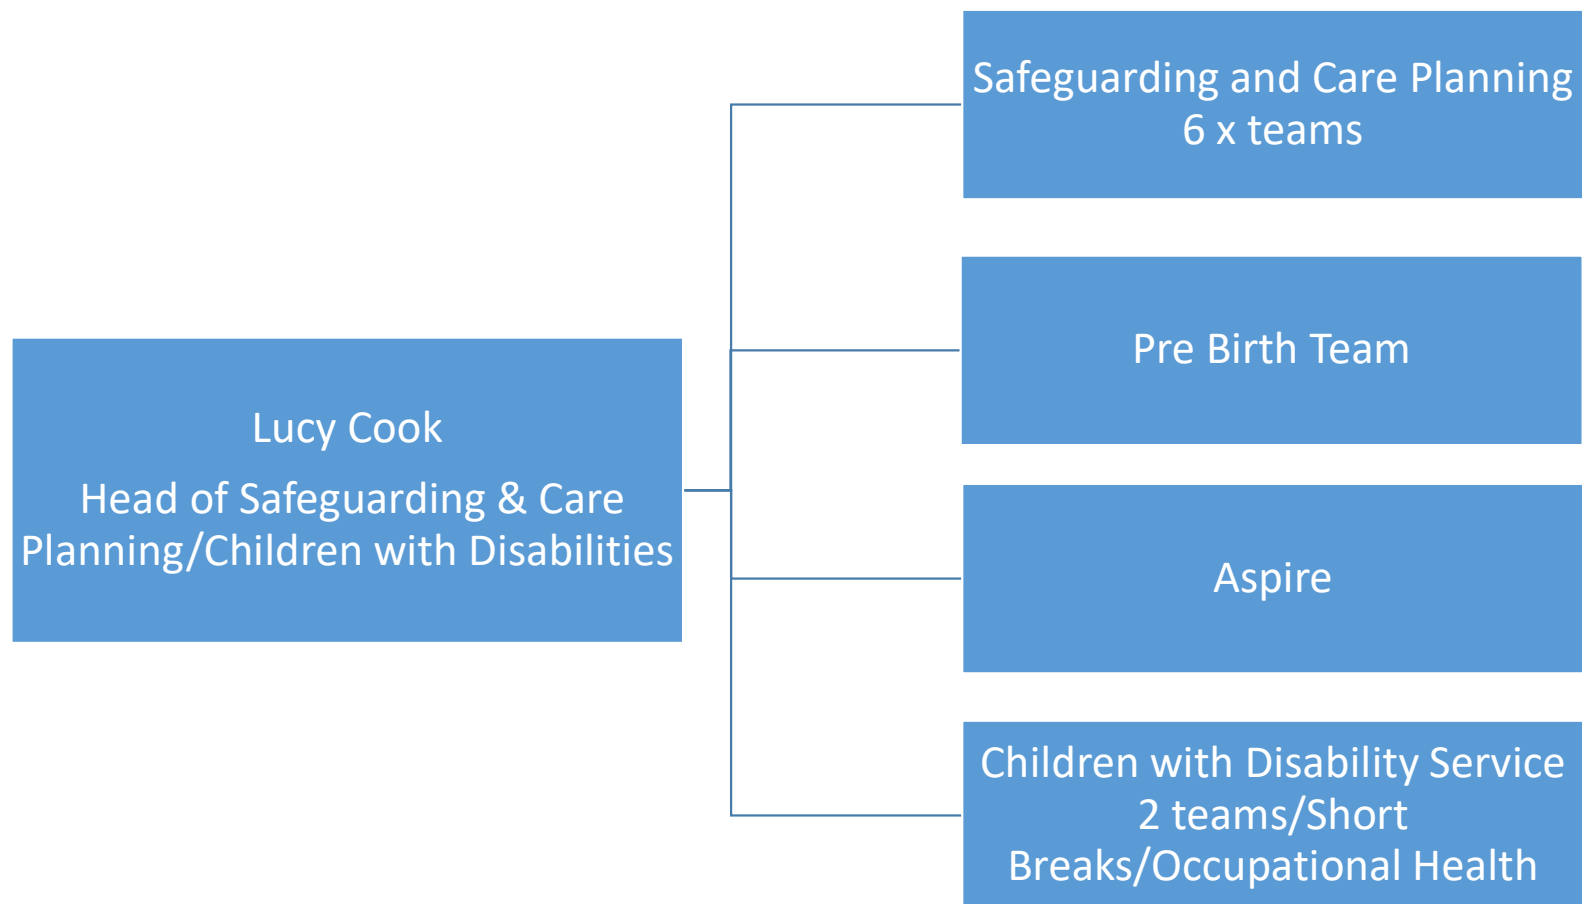 Safeguarding and Care Planning
6 x teams
Pre Birth Team
Lucy Cook
Head of Safeguarding & Care
Planning/Children with Disabilities
Aspire
Children with Disability Service
2 teams/Short
Breaks/Occupational Health